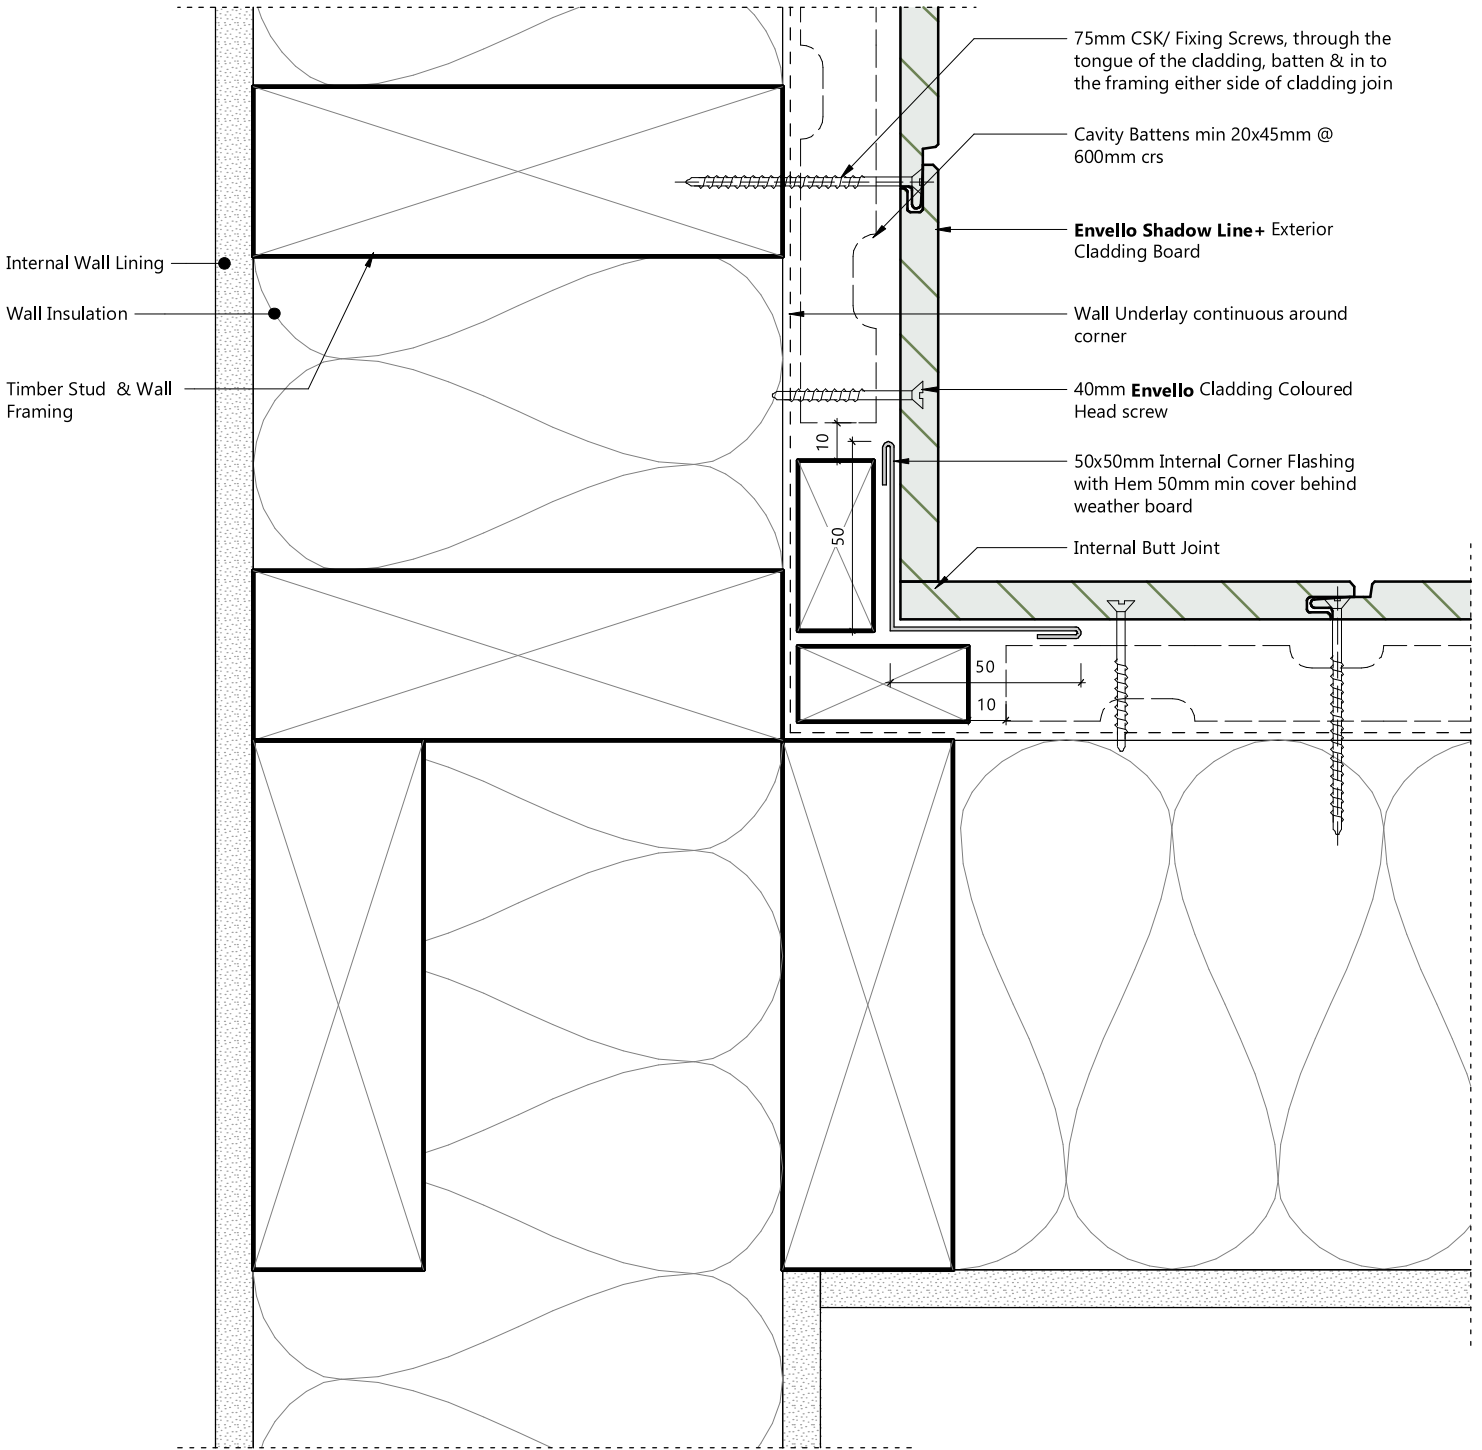 75mm CSK/ Fixing Screws, through the
tongue of the cladding, batten & in to
the framing either side of cladding join
Cavity Battens min 20x45mm @
600mm crs
Envello Shadow Line+ Exterior
Cladding Board
Internal Wall Lining
Wall Insulation
Wall Underlay continuous around
corner
Timber Stud & Wall
Framing
40mm Envello Cladding Coloured
Head screw
10
50x50mm Internal Corner Flashing
with Hem 50mm min cover behind
weather board
50
Internal Butt Joint
50
10